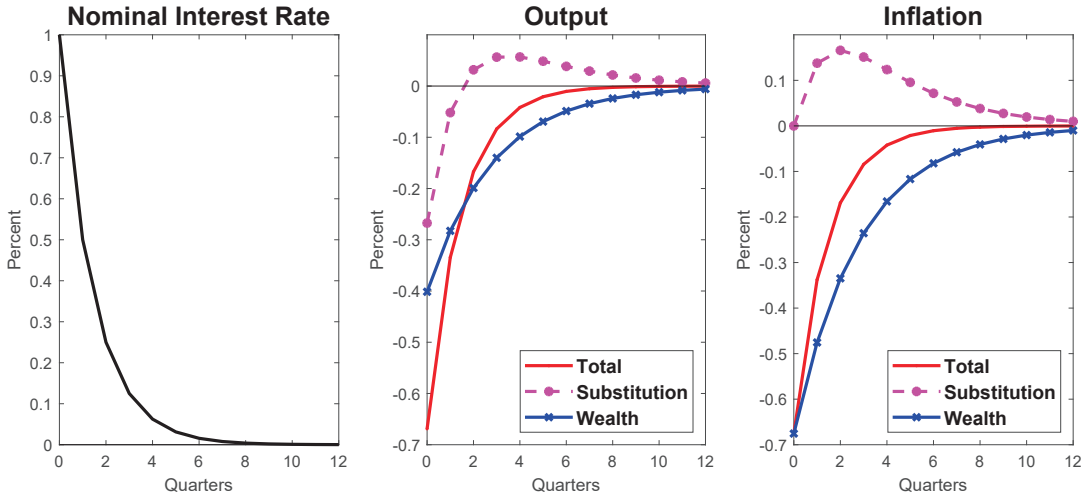 Nominal Interest Rate
1
0.9
0.8
0.7
0.6
0.5
0.4
0.3
0.2
0.1
0
Percent
0 2 4 6 8 10 12
Quarters
Output
0
-0.1
-0.2
-0.3
-0.4
-0.5
-0.6
-0.7
Percent
Total
Substitution
Wealth
0 2 4 6 8 10 12
Quarters
Inflation
0.1
0
-0.1
-0.2
-0.3
-0.4
-0.5
-0.6
-0.7
Percent
Total
Substitution
Wealth
0 2 4 6 8 10 12
Quarters